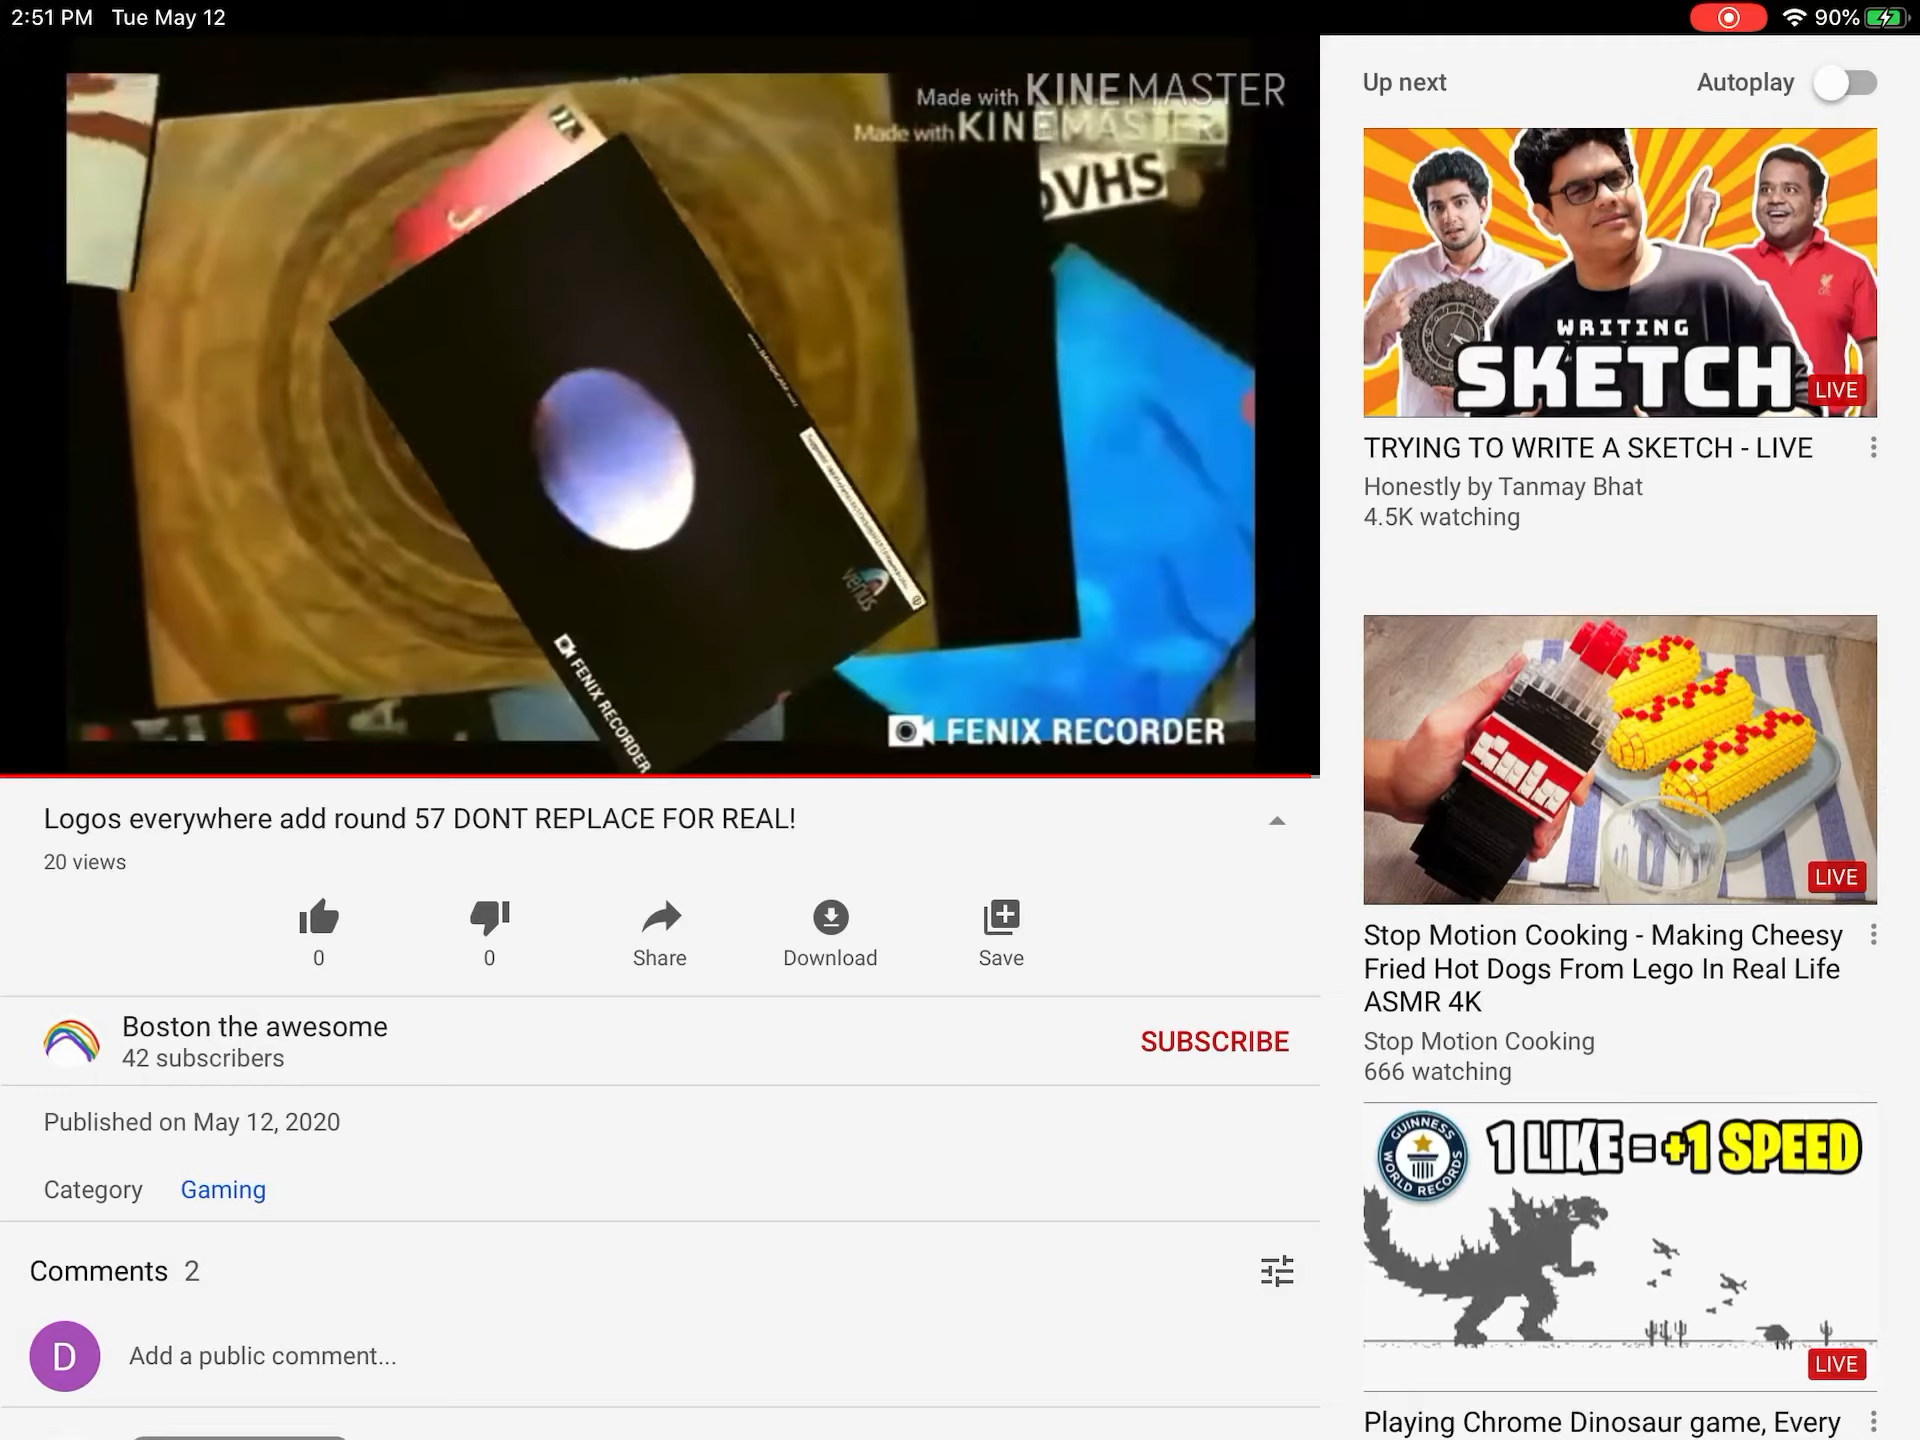 2:51 PM Tue May 12
90%
Made with KINEMASTER
Made with KINEMASTER
VHS
verius
FENIX RECORDER
FENIX RECORDER
Logos everywhere add round 57 DONT REPLACE FOR REAL!
20 views
0
0
Share
Download
Save
Boston the awesome
42 subscribers
SUBSCRIBE
Published on May 12, 2020
Category Gaming
Comments 2
D
Add a public comment...
Up next
Autoplay
WRITING
SKETCH
LIVE
TRYING TO WRITE A SKETCH - LIVE
Honestly by Tanmay Bhat
4.5K watching
LIVE
Stop Motion Cooking - Making Cheesy
Fried Hot Dogs From Lego In Real Life
ASMR 4K
Stop Motion Cooking
666 watching
GUINNESS
WORLD RECORDS
1 LIKE = +1 SPEED
LIVE
Playing Chrome Dinosaur game, Every